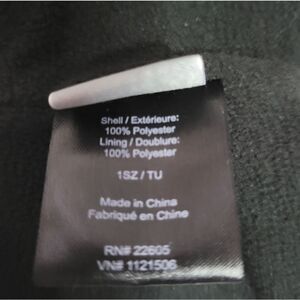 Shell / Extérieure:
100% Polyester
Lining / Doublure:
100% Polyester
1SZ / TU
Made in China
Fabriqué en Chine
RN# 22605
VN# 1121506